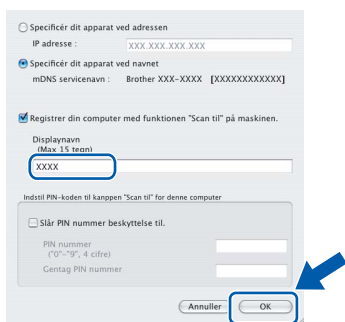 Specificér dit apparat ved adressen
IP adresse : XXX.XXX.XXX.XXX
Specificér dit apparat ved navnet
mDNS servicenavn : Brother XXX-XXXX [XXXXXXXXXXXX]
Registrer din computer med funktionen "Scan til" på maskinen.
Displaynavn
(Max 15 tegn)
XXXX
Indstil PIN-koden til kanppen "Scan til" for denne computer
Slår PIN nummer beskyttelse til.
PIN nummer
("0"-"9", 4 cifre)
Gentag PIN nummer
Annuller OK